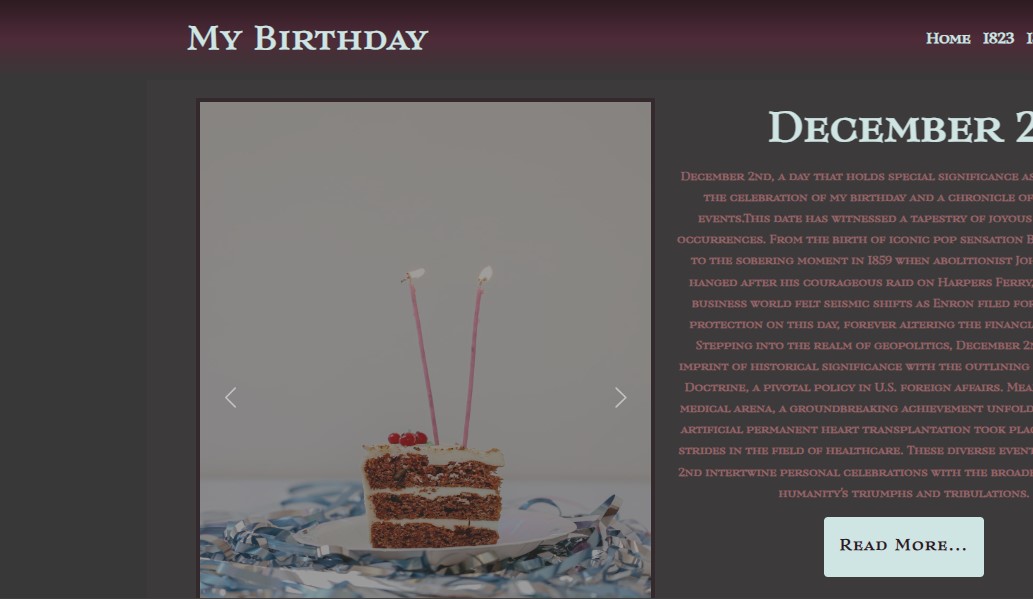 My Birthday
Home 1823
December 2
December 2nd, a day that holds special significance as
the celebration of my birthday and a chronicle of
events.This date has witnessed a tapestry of joyous
occurrences. From the birth of iconic pop sensation B
to the sobering moment in 1859 when abolitionist Joh
hanged after his courageous raid on Harpers Ferry,
business world felt seismic shifts as Enron filed for
protection on this day, forever altering the financi
Stepping into the realm of geopolitics, December 2n
imprint of historical significance with the outlining
Doctrine, a pivotal policy in U.S. foreign affairs. Mea
medical arena, a groundbreaking achievement unfold
artificial permanent heart transplantation took plac
strides in the field of healthcare. These diverse event
2nd intertwine personal celebrations with the broade
humanity's triumphs and tribulations.
Read More...